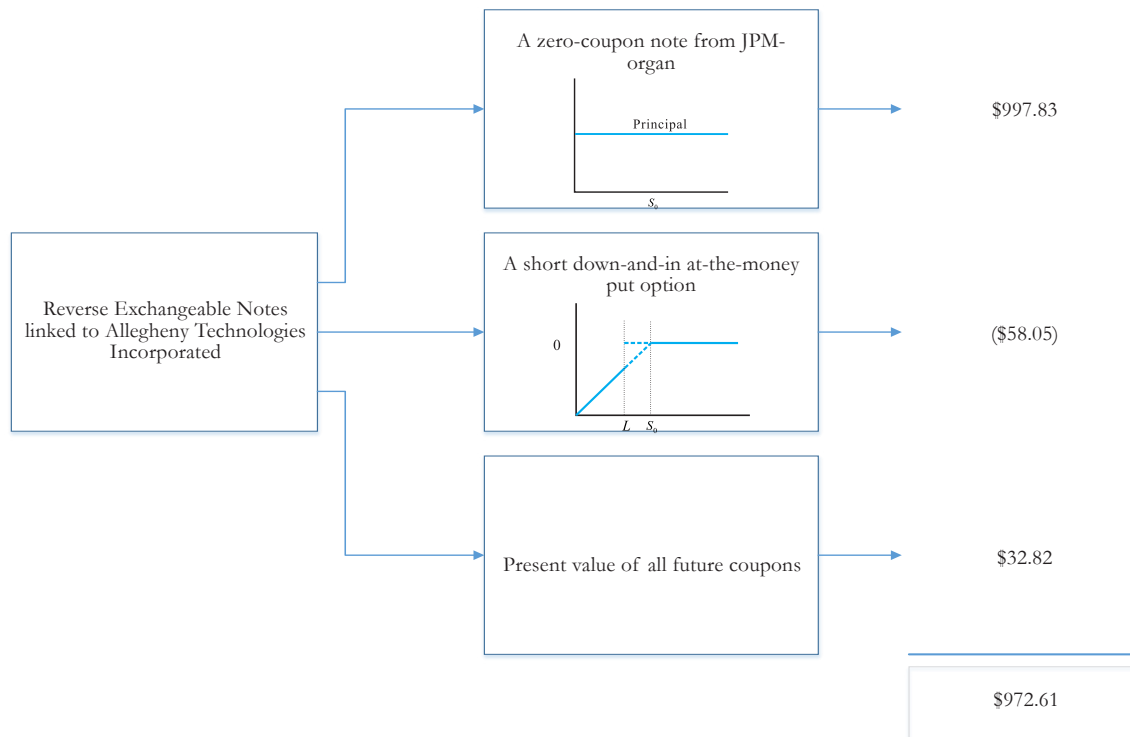 A zero-coupon note from JPM-
organ
Principal
S₀
$997.83
Reverse Exchangeable Notes
linked to Allegheny Technologies
Incorporated
A short down-and-in at-the-money
put option
0
L S₀
($58.05)
Present value of all future coupons
$32.82
$972.61